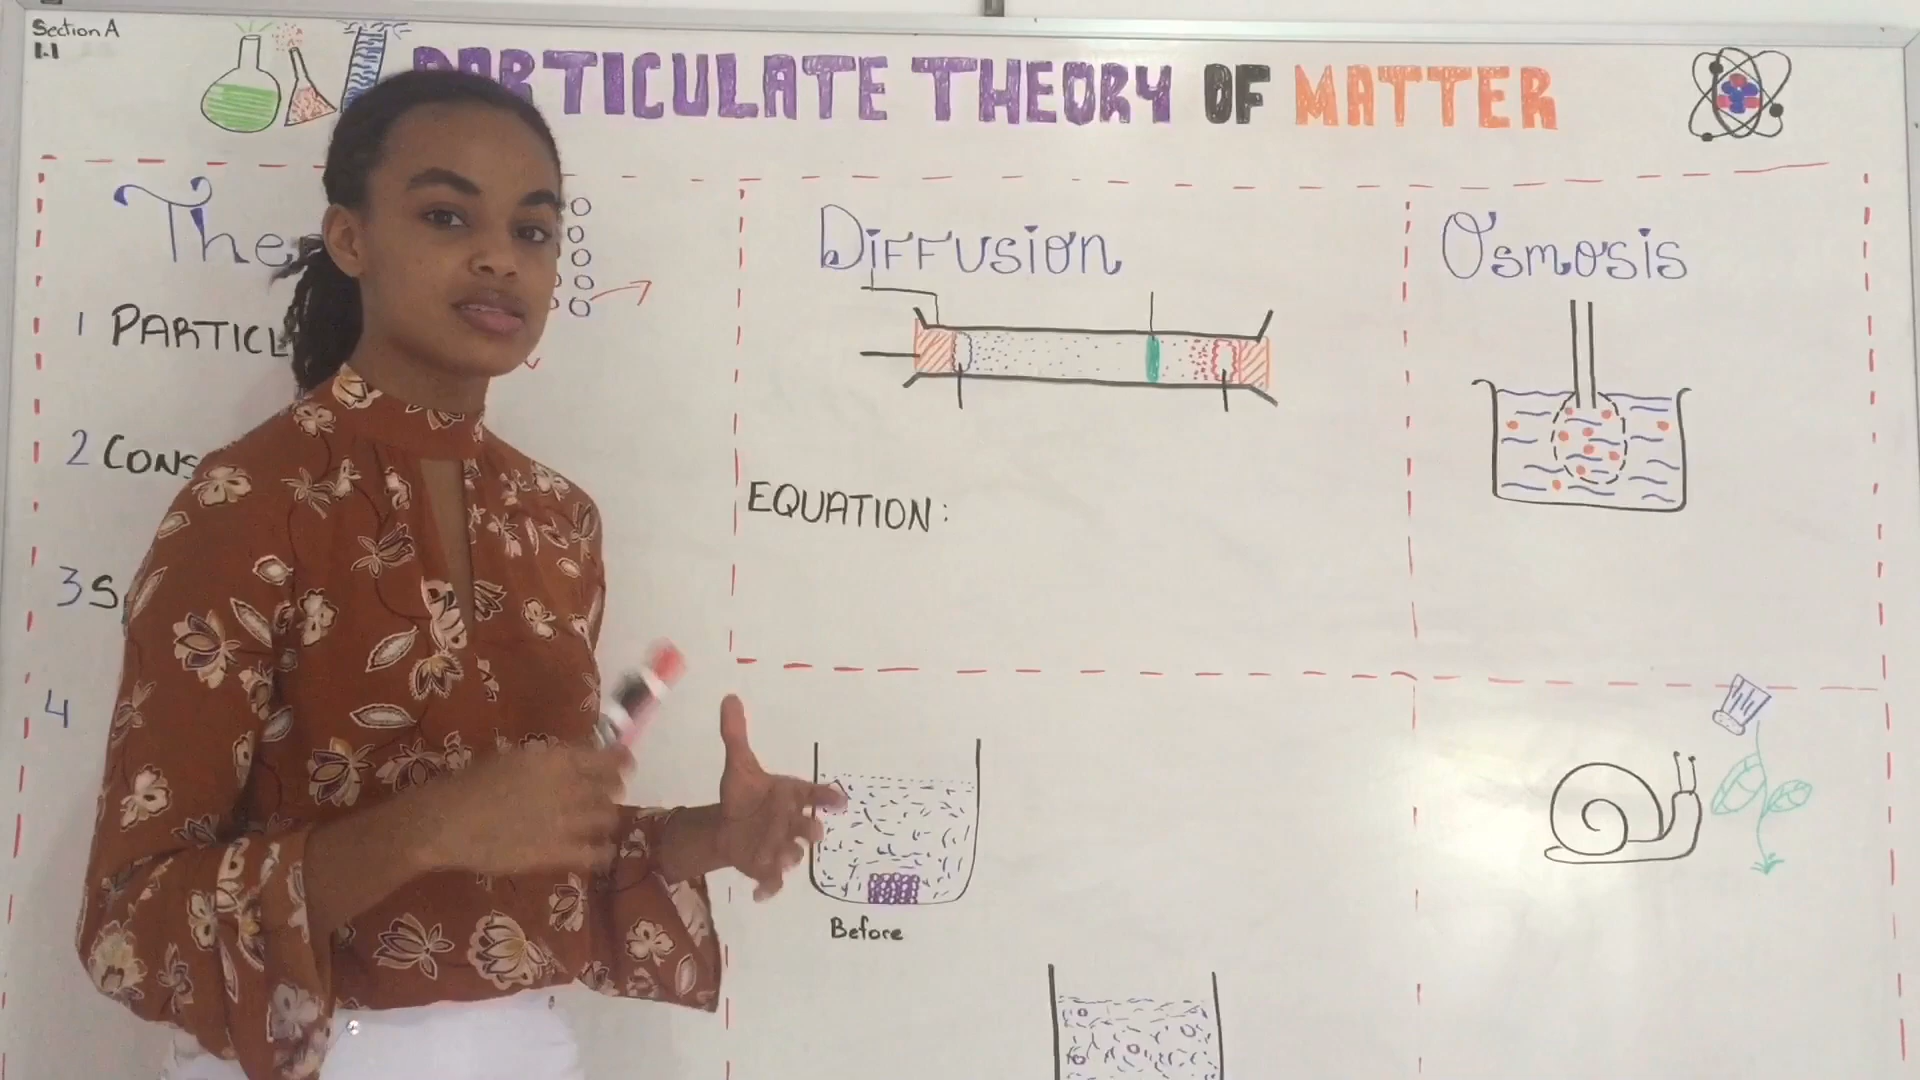 Section A
1.1
PARTICULATE THEORY OF MATTER
The
1 PARTICL
2 CONS
3 S
4
Diffusion
EQUATION:
Before
Osmosis